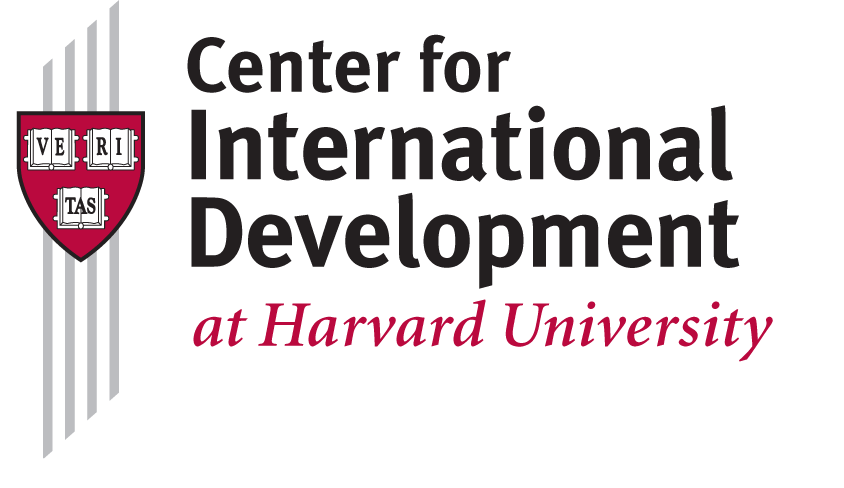 VE RI
TAS
Center for
International
Development
at Harvard University